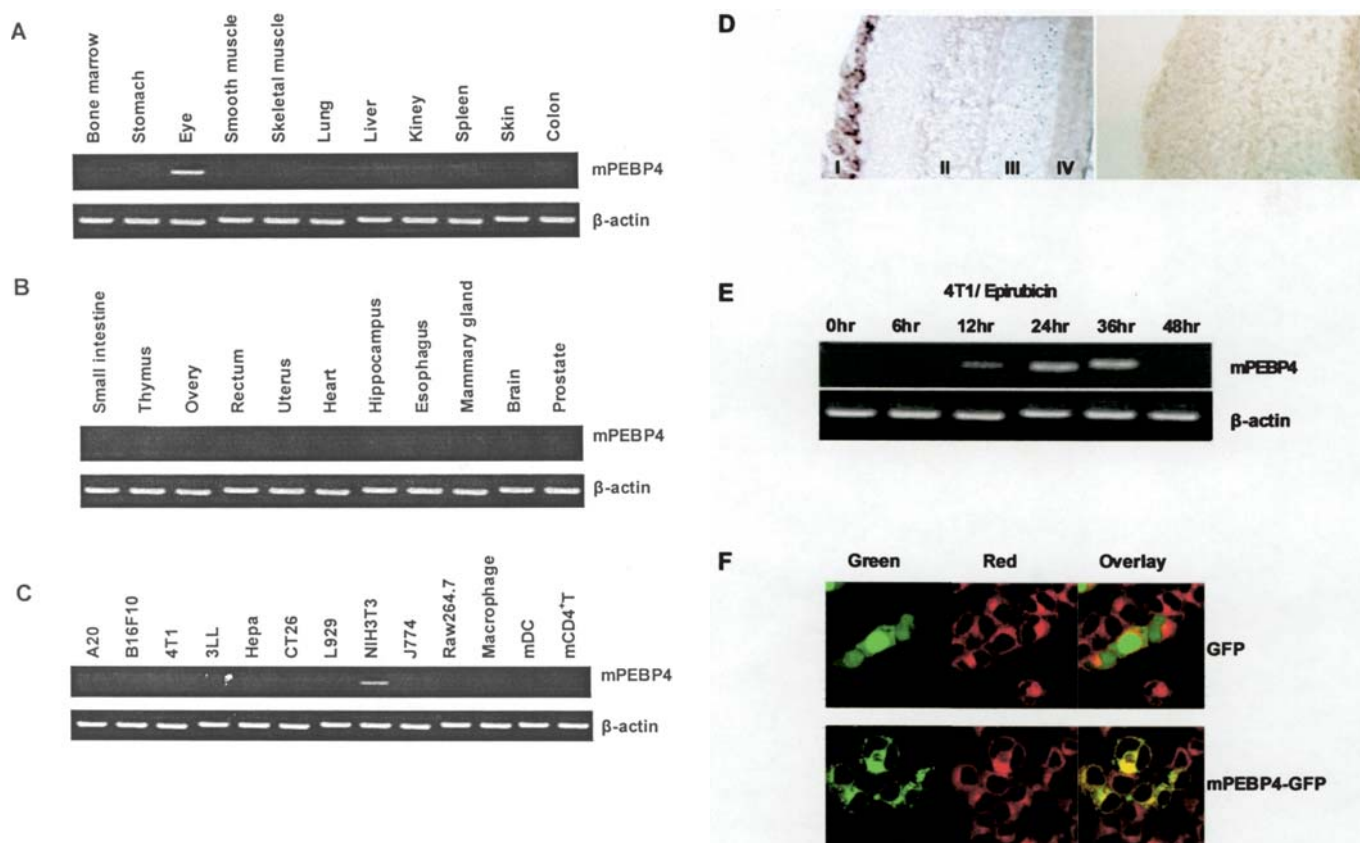 A
Bone marrow
Stomach
Eye
Smooth muscle
Skeletal muscle
Lung
Liver
Kiney
Spleen
Skin
Colon
mPEBP4
β-actin
B
Small intestine
Thymus
Overy
Rectum
Uterus
Heart
Hippocampus
Esophagus
Mammary gland
Brain
Prostate
mPEBP4
β-actin
C
A20
B16F10
4T1
3LL
Hepa
CT26
L929
NIH3T3
J774
Raw264.7
Macrophage
mDC
mCD4⁺T
mPEBP4
β-actin
D
I II III IV
E
4T1/ Epirubicin
0hr 6hr 12hr 24hr 36hr 48hr
mPEBP4
β-actin
F
Green Red Overlay
GFP
mPEBP4-GFP